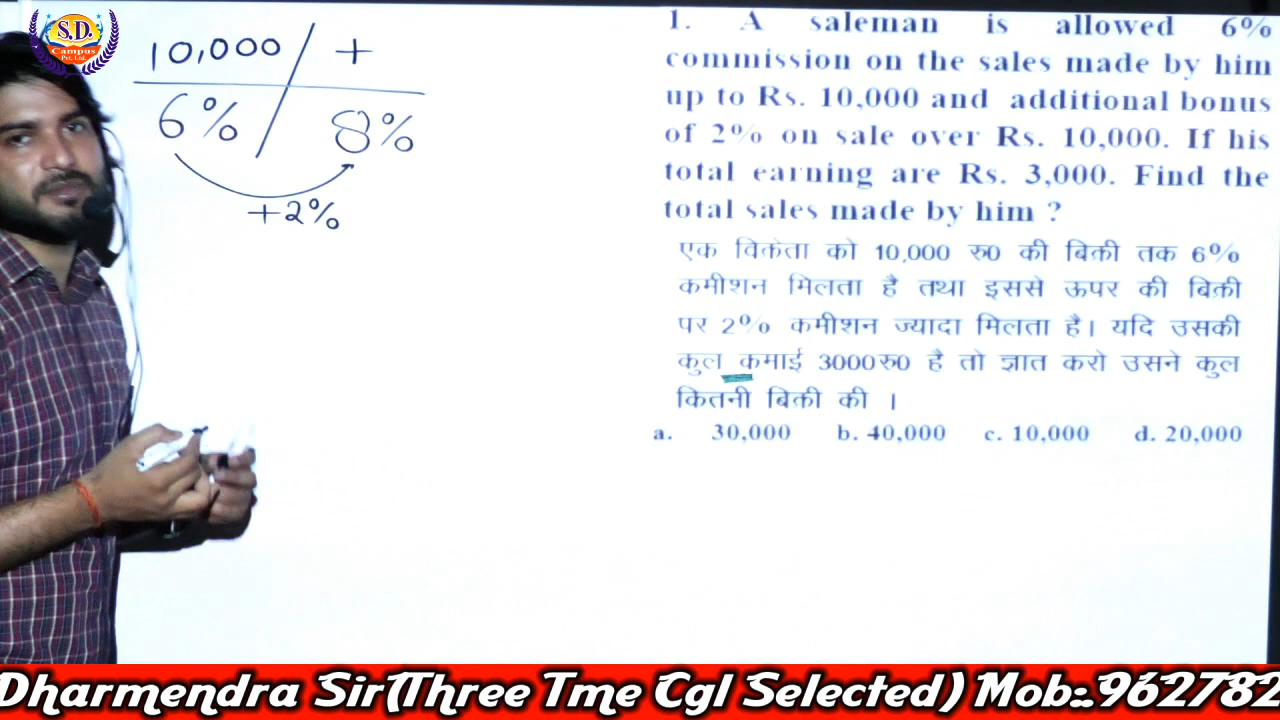 S.D.
Campus
Pvt. Ltd.
10,000 / +
6% / 8%
+2%
1. A saleman is allowed 6%
commission on the sales made by him
up to Rs. 10,000 and additional bonus
of 2% on sale over Rs. 10,000. If his
total earning are Rs. 3,000. Find the
total sales made by him ?
एक विक्रेता को 10,000 रु0 की बिक्री तक 6%
कमीशन मिलता है तथा इससे ऊपर की बिक्री
पर 2% कमीशन ज्यादा मिलता है। यदि उसकी
कुल कमाई 3000रु0 है तो ज्ञात करो उसने कुल
कितनी बिक्री की ।
a. 30,000 b. 40,000 c. 10,000 d. 20,000
Dharmendra Sir(Three Tme Cgl Selected) Mob:.962782